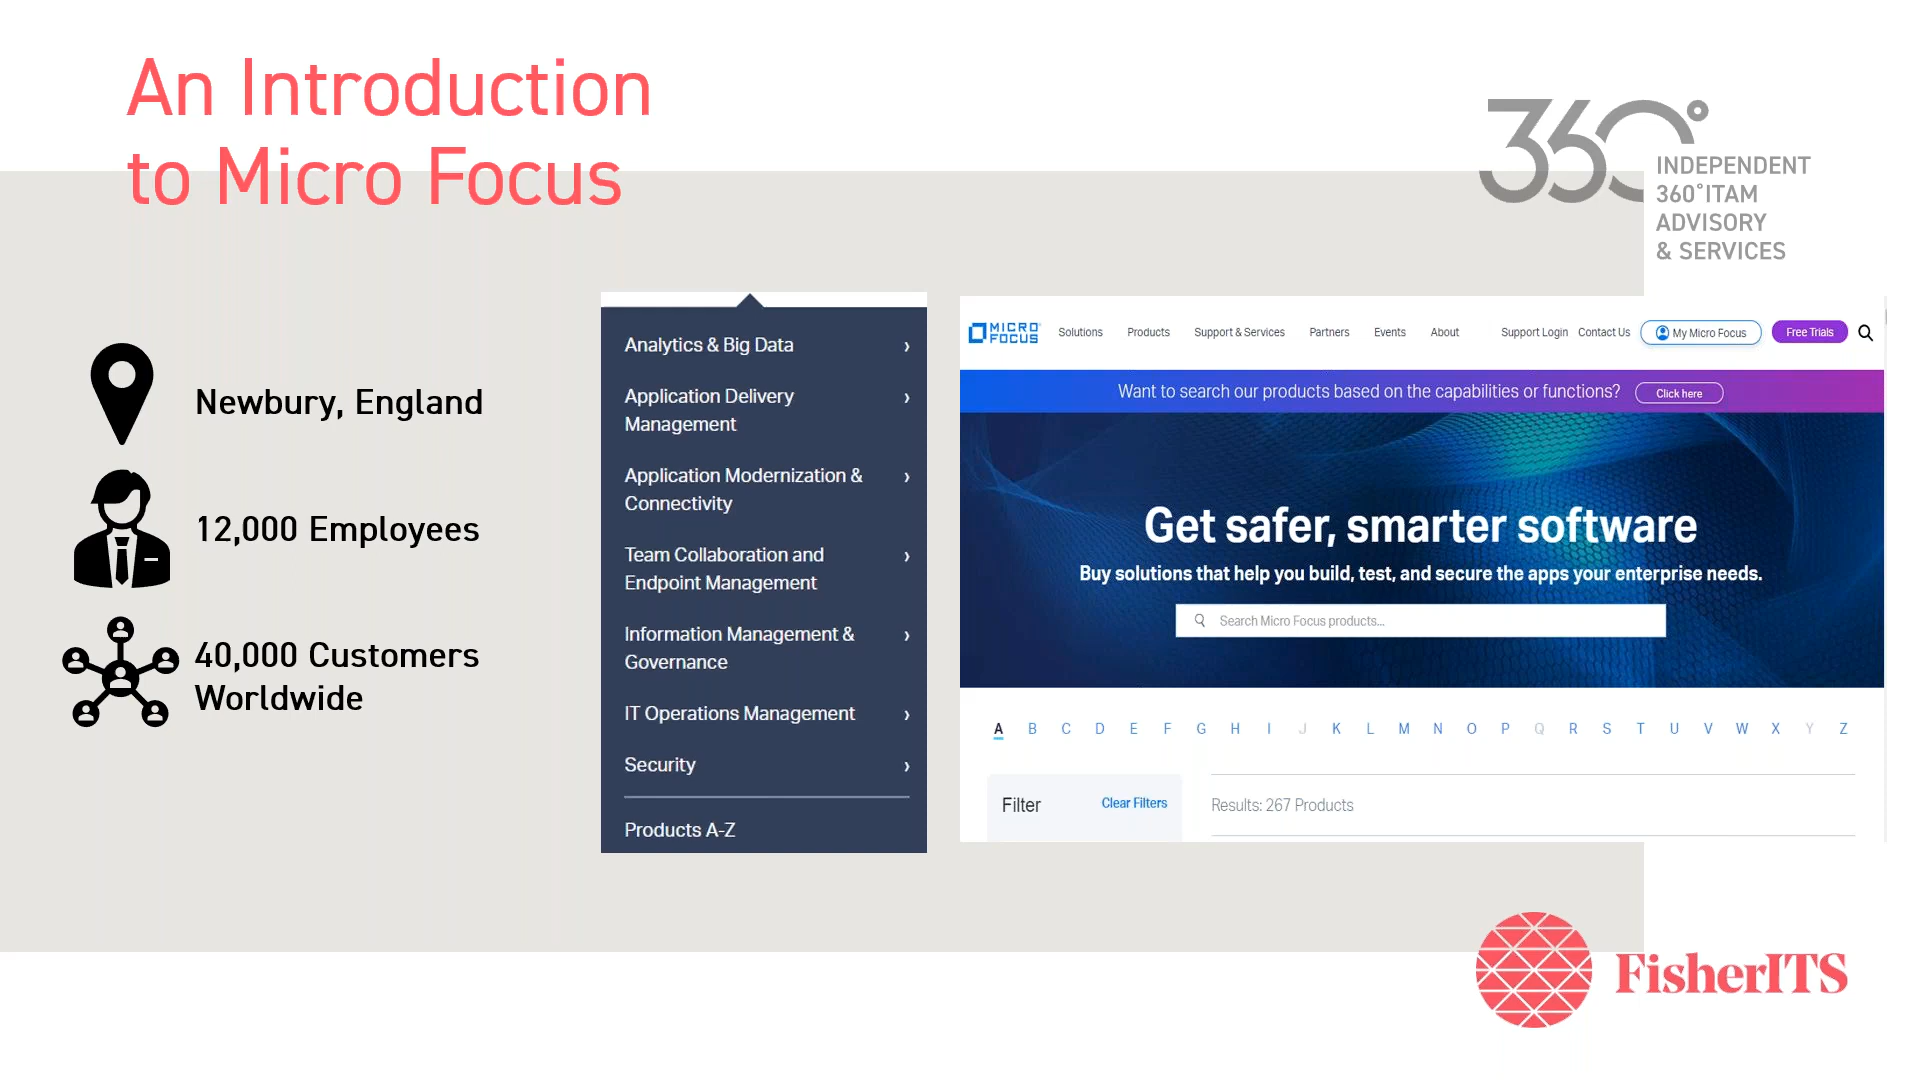 An Introduction
to Micro Focus
360°
INDEPENDENT
360°ITAM
ADVISORY
& SERVICES
Newbury, England
12,000 Employees
40,000 Customers
Worldwide
Analytics & Big Data
Application Delivery
Management
Application Modernization &
Connectivity
Team Collaboration and
Endpoint Management
Information Management &
Governance
IT Operations Management
Security
Products A-Z
MICRO
FOCUS
Solutions Products Support & Services Partners Events About Support Login Contact Us My Micro Focus Free Trials
Want to search our products based on the capabilities or functions? Click here
Get safer, smarter software
Buy solutions that help you build, test, and secure the apps your enterprise needs.
Search Micro Focus products...
A B C D E F G H I J K L M N O P Q R S T U V W X Y Z
Filter Clear Filters
Results: 267 Products
FisherITS